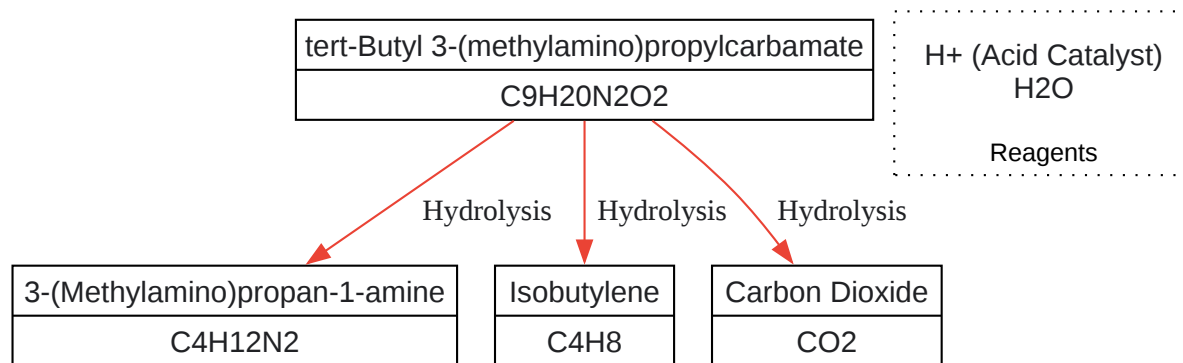 tert-Butyl 3-(methylamino)propylcarbamate
C9H20N2O2
H+ (Acid Catalyst)
H2O
Reagents
Hydrolysis
Hydrolysis
Hydrolysis
3-(Methylamino)propan-1-amine
C4H12N2
Isobutylene
C4H8
Carbon Dioxide
CO2